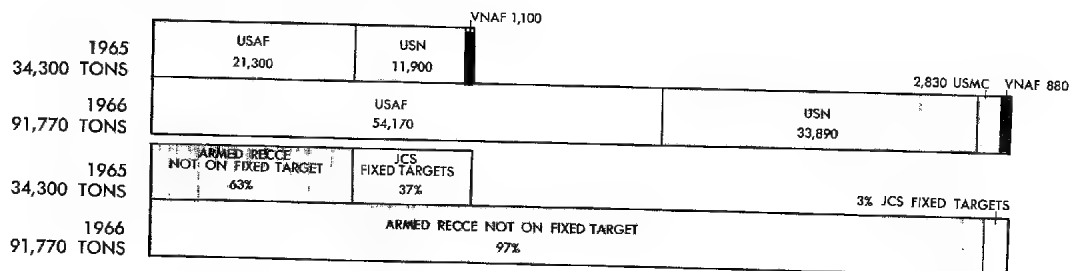 VNAF 1,100
1965
34,300 TONS
USAF
21,300
USN
11,900
2,830 USMC
VNAF 880
1966
91,770 TONS
USAF
54,170
USN
33,890
1965
34,300 TONS
ARMED RECCE
NOT ON FIXED TARGET
63%
JCS
FIXED TARGETS
37%
3% JCS FIXED TARGETS
1966
91,770 TONS
ARMED RECCE NOT ON FIXED TARGET
97%